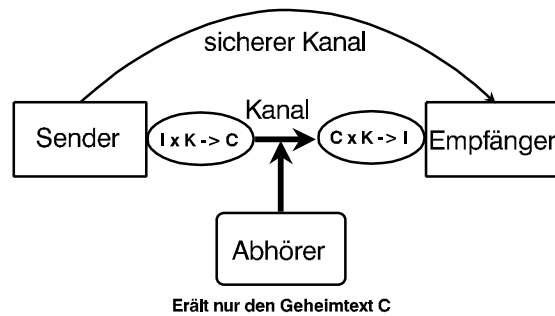 sicherer Kanal
Kanal
Sender
I x K -> C
C x K -> I
Empfänger
Abhörer
Erält nur den Geheimtext C